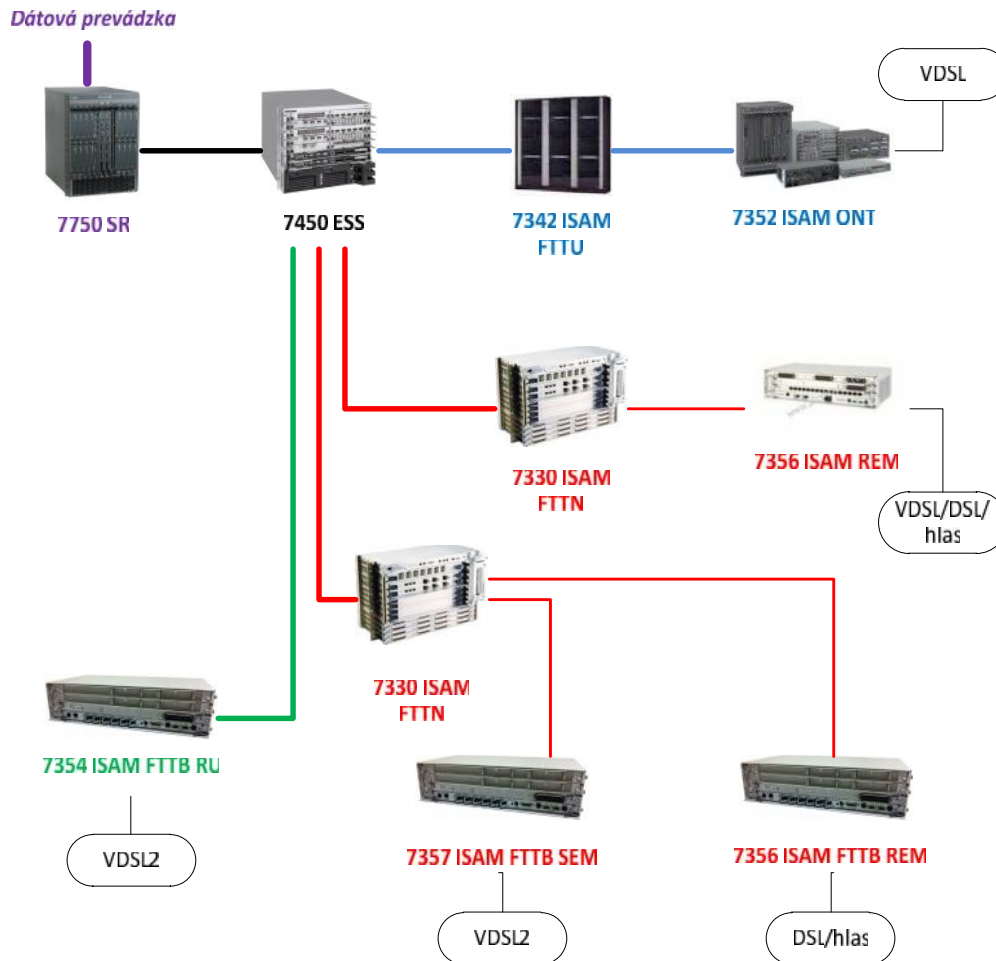 Dátová prevádzka
VDSL
7750 SR
7450 ESS
7342 ISAM
FTTU
7352 ISAM ONT
7330 ISAM
FTTN
7356 ISAM REM
VDSL/DSL/
hlas
7330 ISAM
FTTN
7354 ISAM FTTB RU
VDSL2
7357 ISAM FTTB SEM
7356 ISAM FTTB REM
VDSL2
DSL/hlas